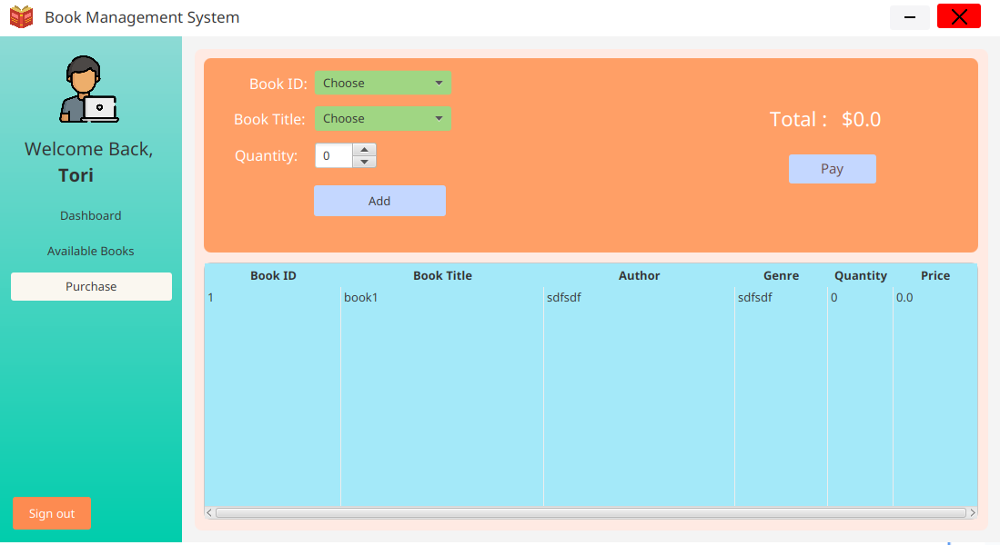 Book Management System
Welcome Back,
Tori
Dashboard
Available Books
Purchase
Sign out
Book ID: Choose
Book Title: Choose
Quantity: 0
Add
Total : $0.0
Pay
Book ID Book Title Author Genre Quantity Price
1 book1 sdfsdf sdfsdf 0 0.0